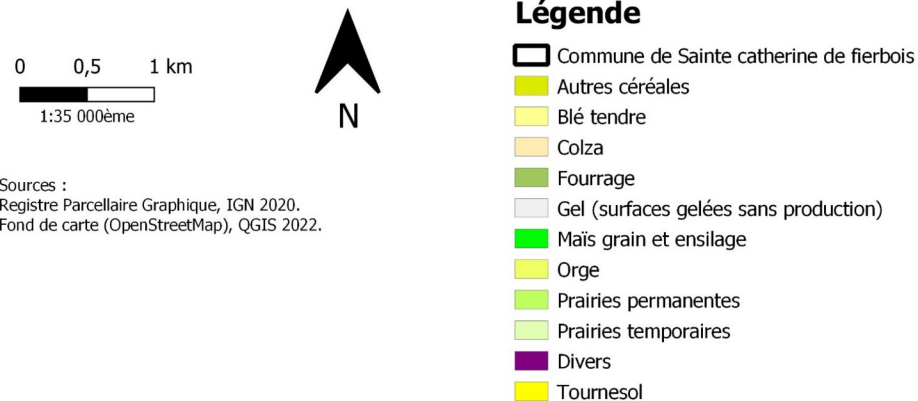 0 0,5 1 km
1:35 000ème
N
Sources :
Registre Parcellaire Graphique, IGN 2020.
Fond de carte (OpenStreetMap), QGIS 2022.
Légende
Commune de Sainte catherine de fierbois
Autres céréales
Blé tendre
Colza
Fourrage
Gel (surfaces gelées sans production)
Maïs grain et ensilage
Orge
Prairies permanentes
Prairies temporaires
Divers
Tournesol